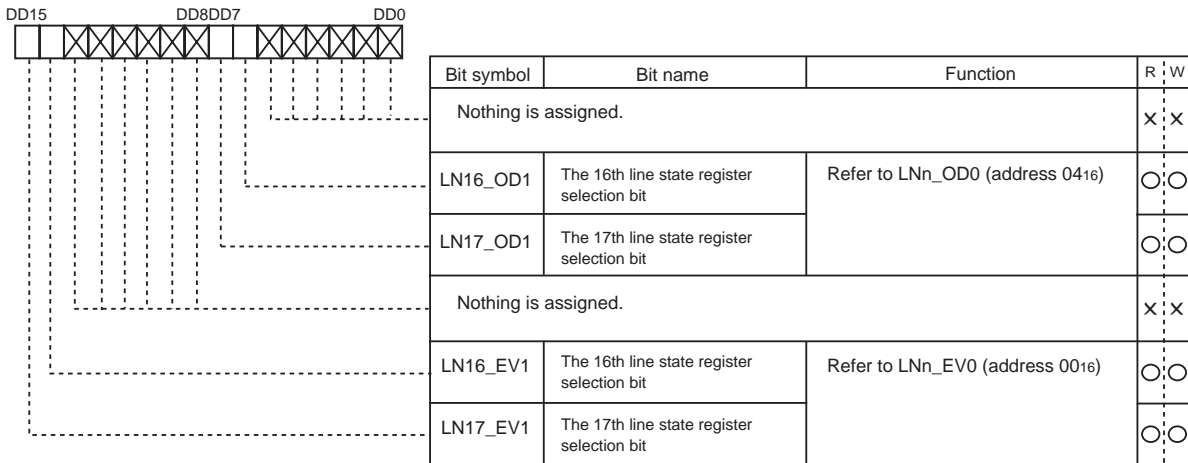 DD15 DD8DD7 DD0
Bit symbol Bit name Function R W
Nothing is assigned. X X
LN16_OD1 The 16th line state register selection bit Refer to LNn_OD0 (address 0416) O O
LN17_OD1 The 17th line state register selection bit O O
Nothing is assigned. X X
LN16_EV1 The 16th line state register selection bit Refer to LNn_EV0 (address 0016) O O
LN17_EV1 The 17th line state register selection bit O O